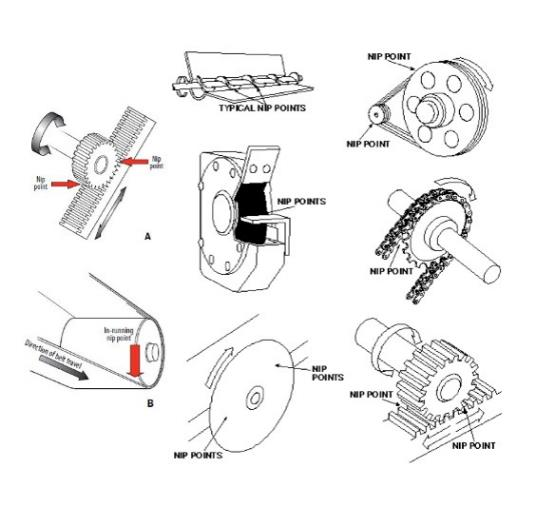 NIP POINT
TYPICAL NIP POINTS
NIP POINT
Nip
point
Nip
point
A
NIP POINTS
NIP POINT
In-running
nip point
Direction of belt travel
B
NIP
POINTS
NIP POINTS
NIP POINT
NIP POINT